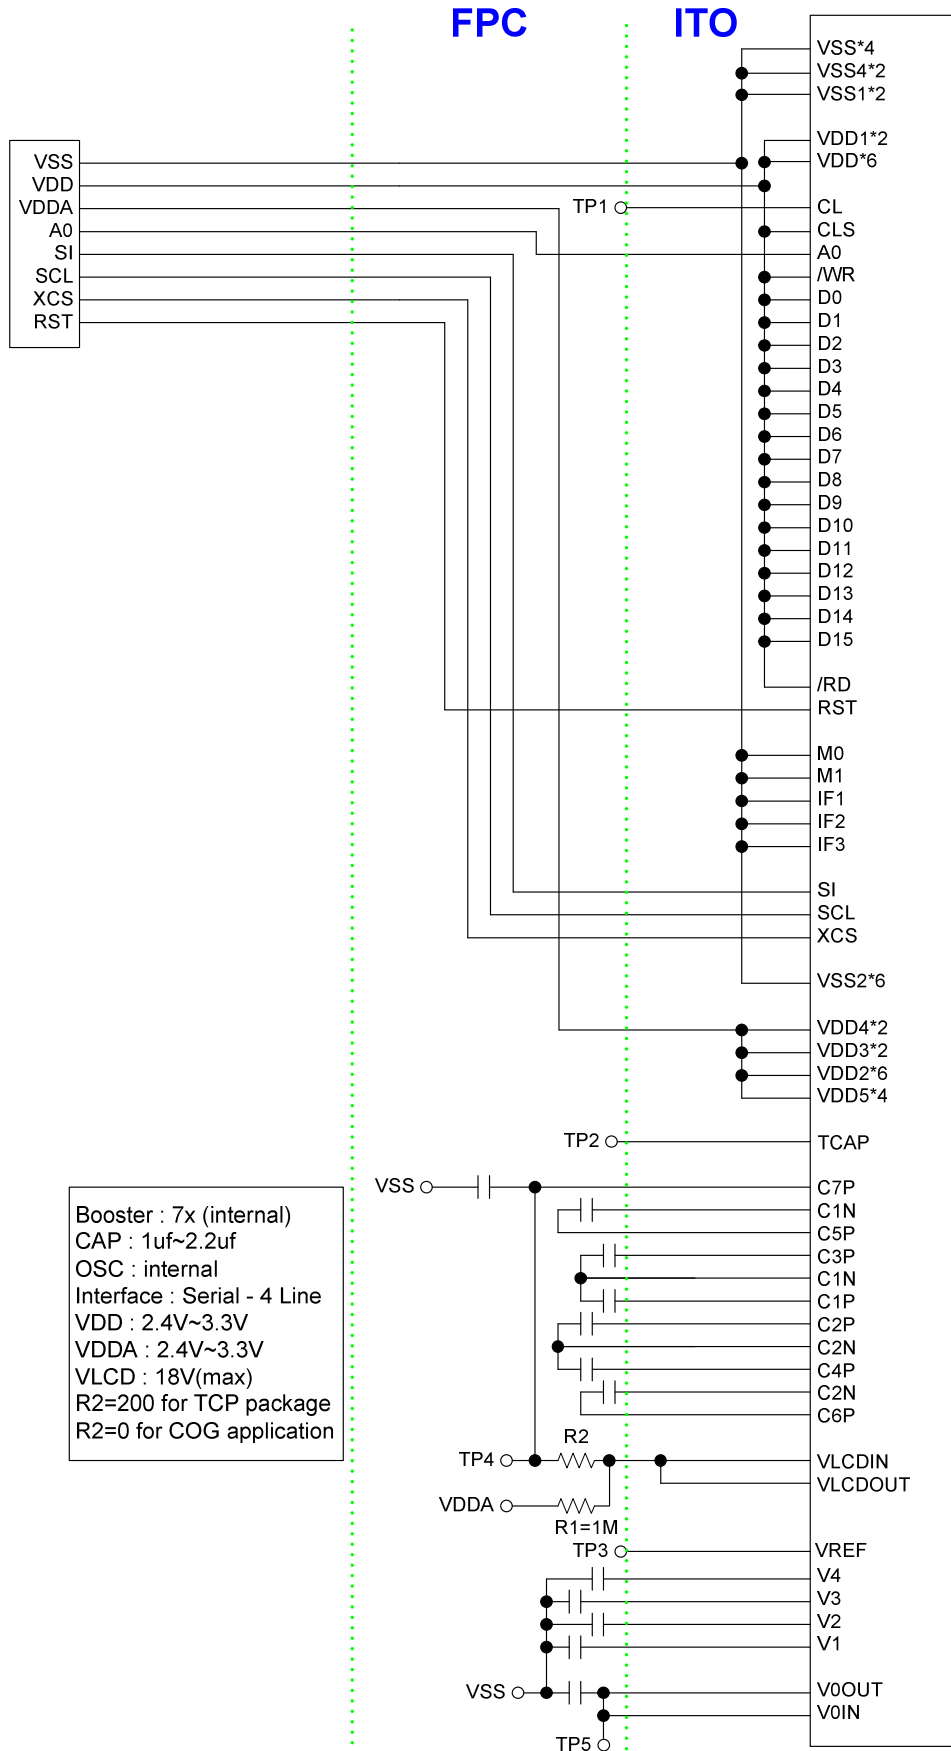 FPC
ITO
VSS
VDD
VDDA
A0
SI
SCL
XCS
RST
VSS*4
VSS4*2
VSS1*2
VDD1*2
VDD*6
TP1
CL
CLS
A0
/WR
D0
D1
D2
D3
D4
D5
D6
D7
D8
D9
D10
D11
D12
D13
D14
D15
/RD
RST
M0
M1
IF1
IF2
IF3
SI
SCL
XCS
VSS2*6
VDD4*2
VDD3*2
VDD2*6
VDD5*4
TP2
TCAP
VSS
C7P
C1N
C5P
C3P
C1N
C1P
C2P
C2N
C4P
C2N
C6P
Booster : 7x (internal)
CAP : 1uf~2.2uf
OSC : internal
Interface : Serial - 4 Line
VDD : 2.4V~3.3V
VDDA : 2.4V~3.3V
VLCD : 18V(max)
R2=200 for TCP package
R2=0 for COG application
R2
TP4
VLCDIN
VLCDOUT
VDDA
R1=1M
TP3
VREF
V4
V3
V2
V1
VSS
V0OUT
V0IN
TP5